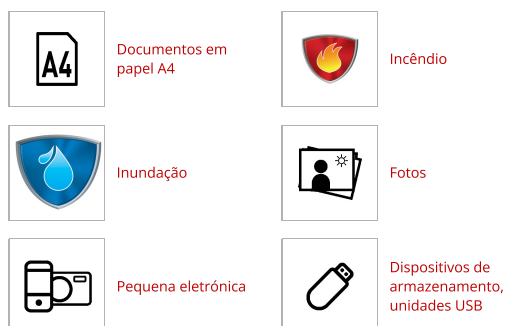 A4
Documentos em
papel A4
Incêndio
Inundação
Fotos
Pequena eletrónica
Dispositivos de
armazenamento,
unidades USB